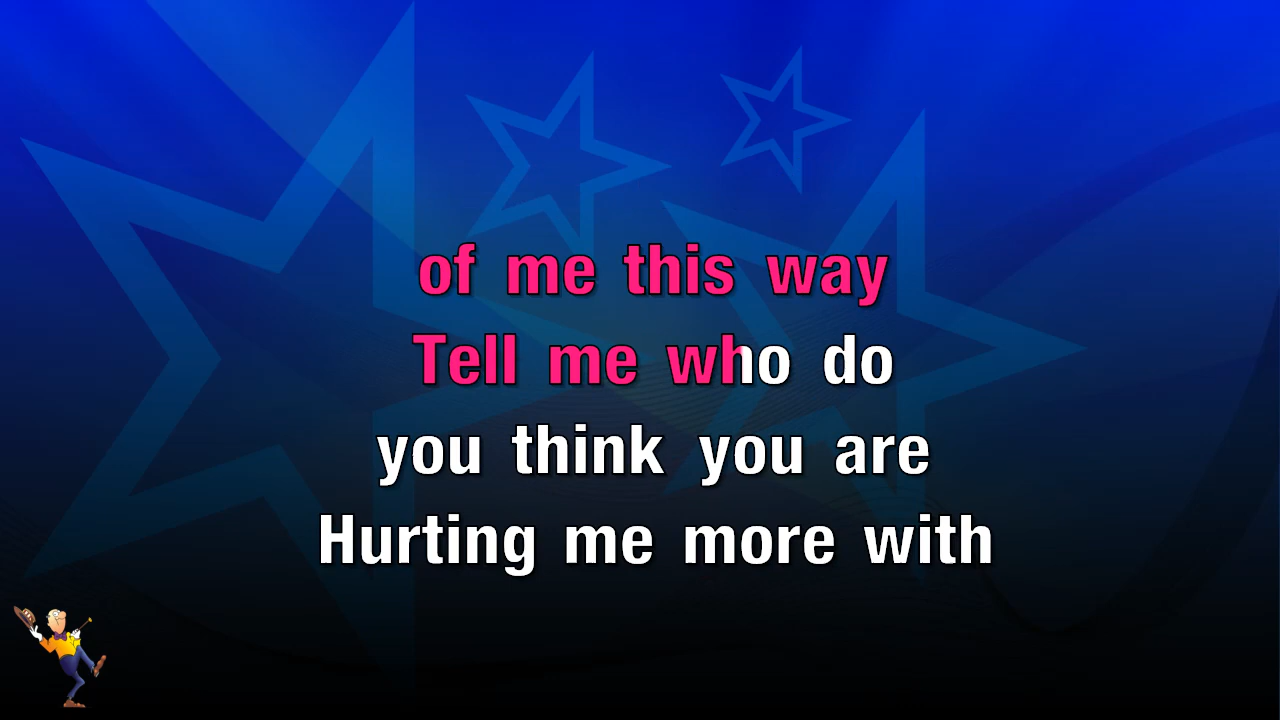 of me this way
Tell me who do
you think you are
Hurting me more with